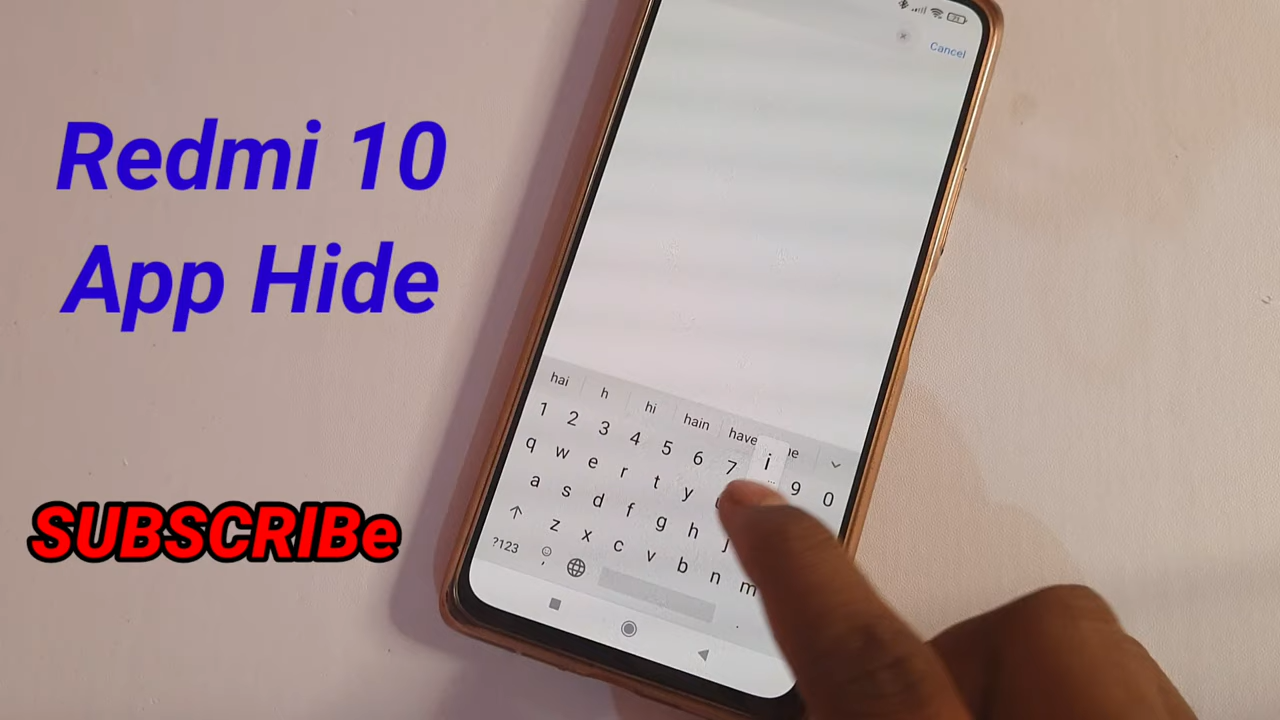 Redmi 10
App Hide
SUBSCRIBe
Cancel
hai h hi hain have
1 2 3 4 5 6 7 i 9 0
q w e r t y
a s d f g h j
z x c v b n m
?123 , .